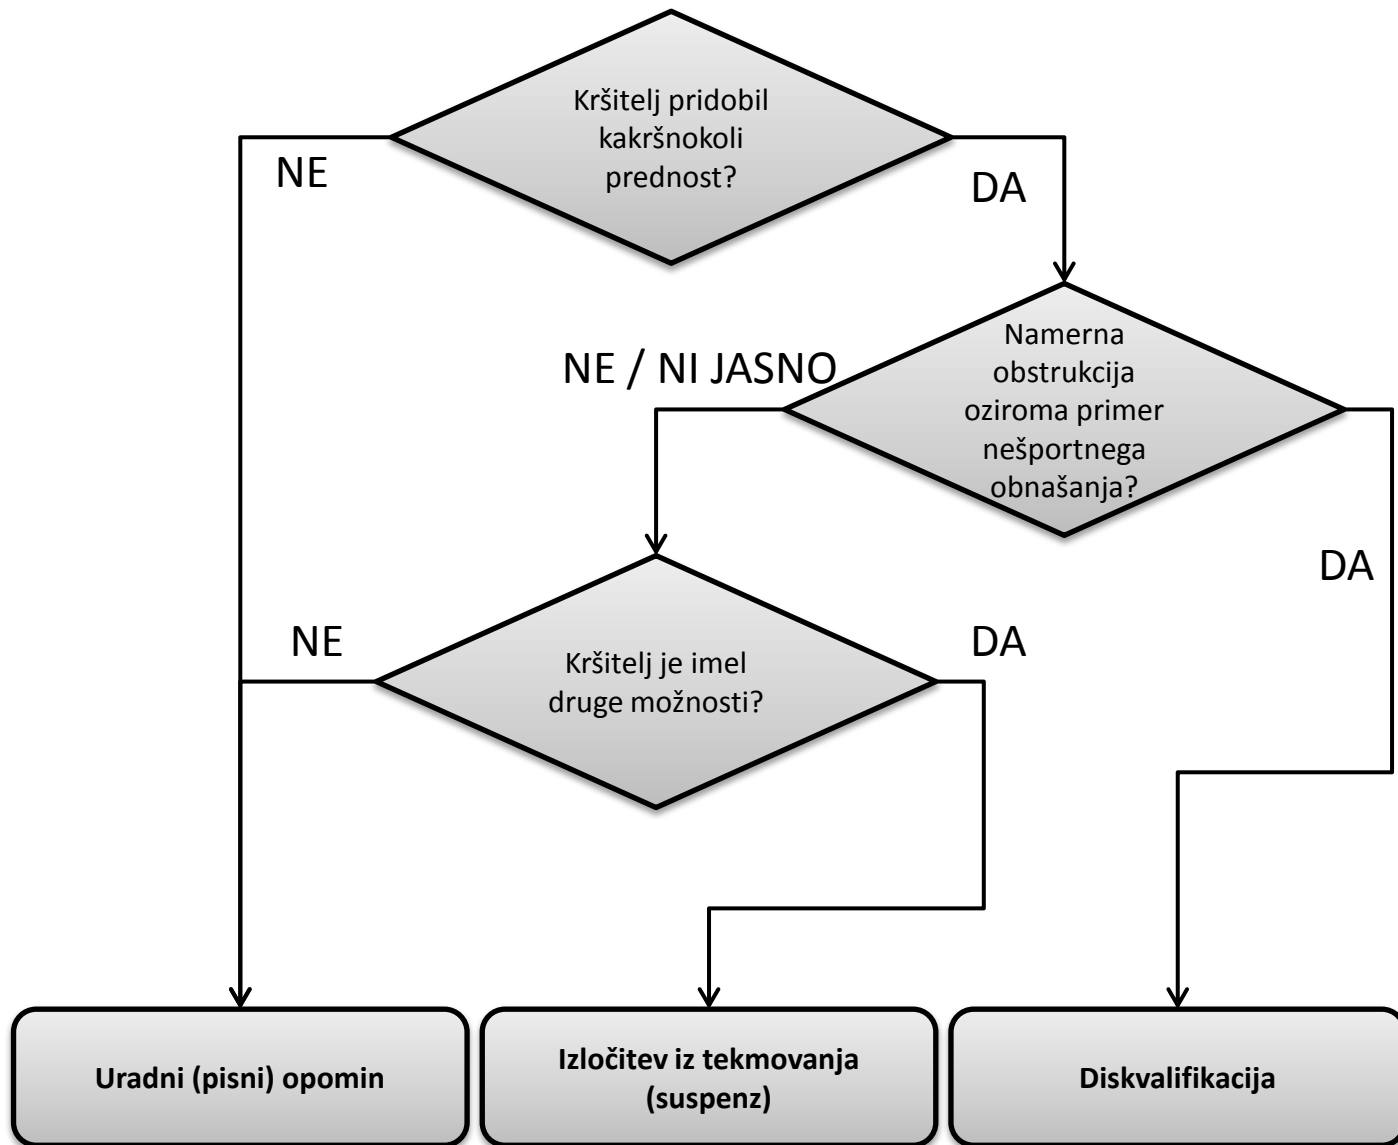 Kršitelj pridobil
kakršnokoli
prednost?
NE
DA
Namerna
obstrukcija
oziroma primer
nešportnega
obnašanja?
NE / NI JASNO
DA
Kršitelj je imel
druge možnosti?
NE
DA
Uradni (pisni) opomin
Izločitev iz tekmovanja
(suspenz)
Diskvalifikacija